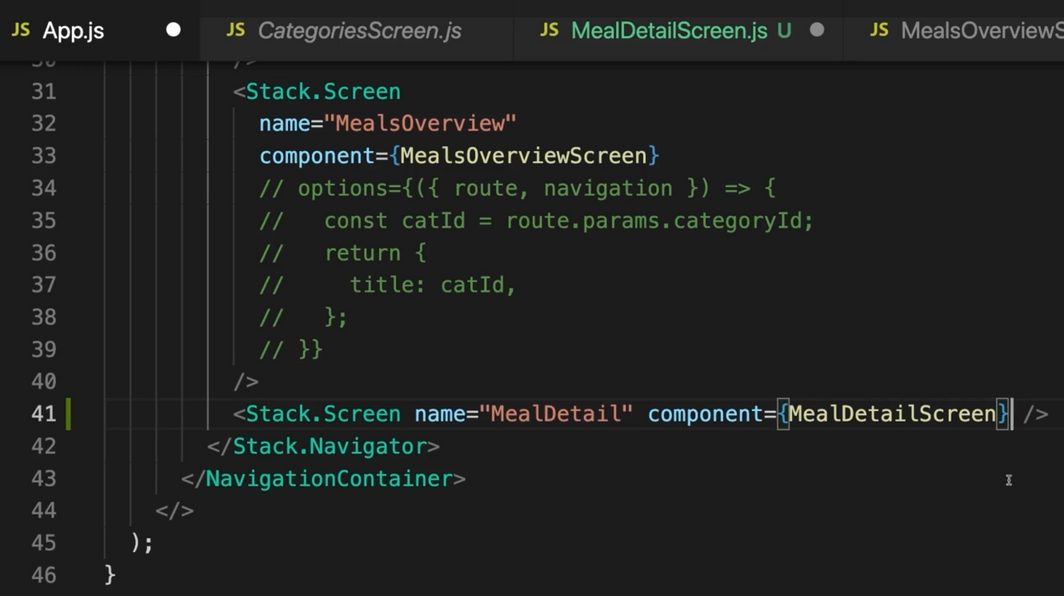 JS App.js JS CategoriesScreen.js JS MealDetailScreen.js U JS MealsOverviewS
30 />
31 <Stack.Screen
32 name="MealsOverview"
33 component={MealsOverviewScreen}
34 // options={({ route, navigation }) => {
35 // const catId = route.params.categoryId;
36 // return {
37 // title: catId,
38 // };
39 // }}
40 />
41 <Stack.Screen name="MealDetail" component={MealDetailScreen} />
42 </Stack.Navigator>
43 </NavigationContainer>
44 </>
45 );
46 }